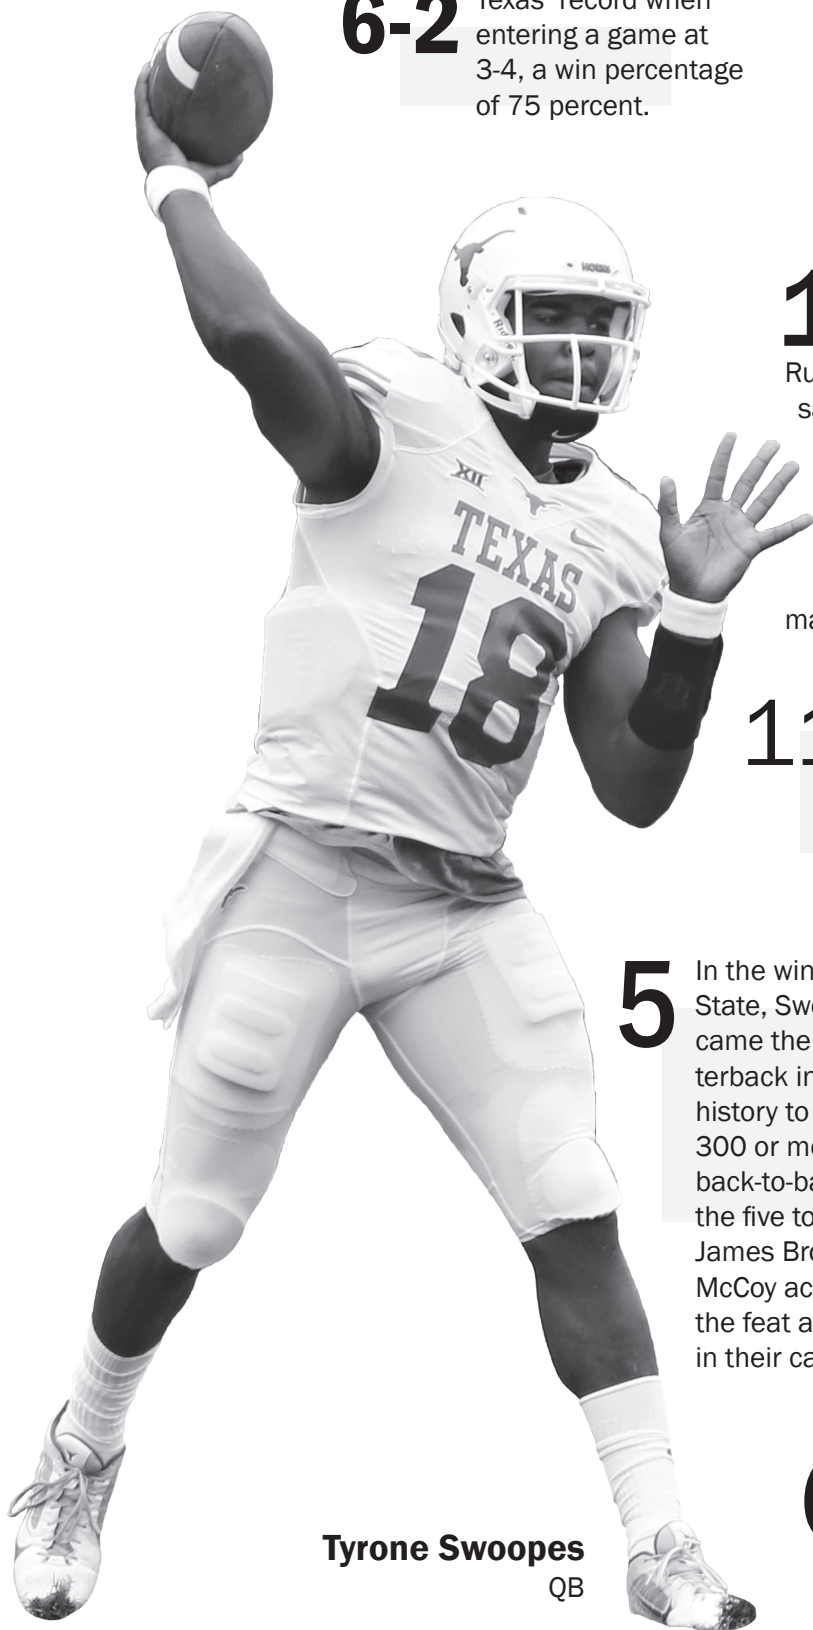 6-2
Texas' record when
entering a game at
3-4, a win percentage
of 75 percent.
HORNS
XII
TEXAS
18
ma
5
In the win
State, Swo
came the
terback in
history to
300 or mo
back-to-ba
the five to
James Bro
McCoy ac
the feat a
in their ca
Tyrone Swoopes
QB